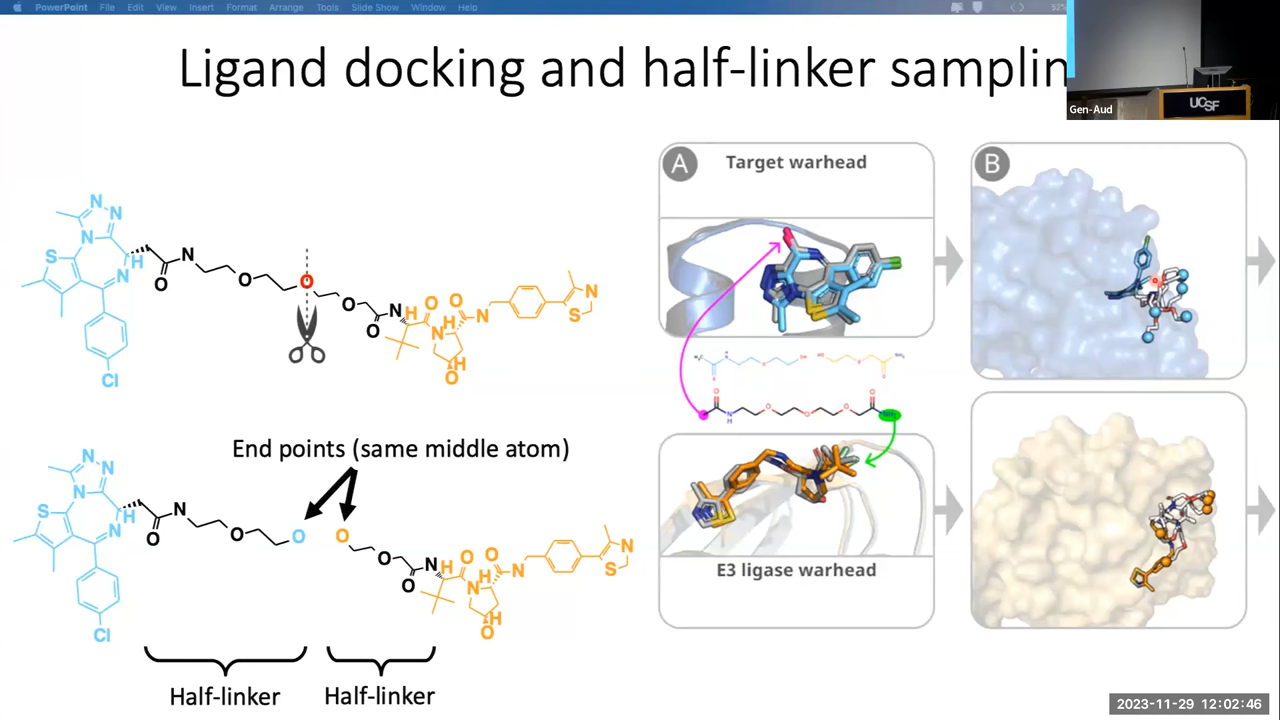 PowerPoint File Edit View Insert Format Arrange Tools Slide Show Window Help
Ligand docking and half-linker samplin
Gen-Aud
UCSF
A
Target warhead
B
N
N
N
N
S
H
N
O
N
O
O
O
O
N
H
O
O
H
N
N
N
S
H
O
Cl
End points (same middle atom)
N
N
N
N
S
H
N
O
N
O
O
O
O
O
N
H
O
O
H
N
N
N
S
H
O
Cl
E3 ligase warhead
Half-linker
Half-linker
2023-11-29 12:02:46